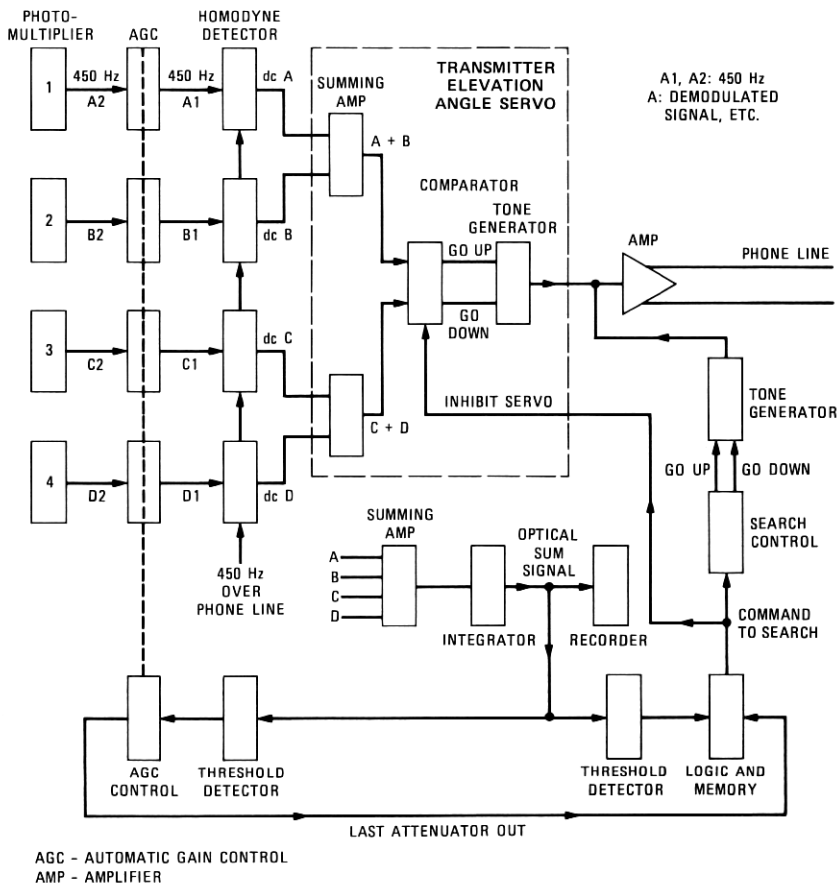 PHOTO-
MULTIPLIER
AGC
HOMODYNE
DETECTOR
1
450 Hz
A2
450 Hz
A1
dc A
2
B2
B1
dc B
3
C2
C1
dc C
4
D2
D1
dc D
450 Hz
OVER
PHONE LINE
SUMMING
AMP
TRANSMITTER
ELEVATION
ANGLE SERVO
A + B
C + D
COMPARATOR
TONE
GENERATOR
GO UP
GO
DOWN
INHIBIT SERVO
A1, A2: 450 Hz
A: DEMODULATED
SIGNAL, ETC.
AMP
PHONE LINE
TONE
GENERATOR
GO UP
GO DOWN
SEARCH
CONTROL
COMMAND
TO SEARCH
SUMMING
AMP
A
B
C
D
INTEGRATOR
OPTICAL
SUM
SIGNAL
RECORDER
AGC
CONTROL
THRESHOLD
DETECTOR
THRESHOLD
DETECTOR
LOGIC AND
MEMORY
LAST ATTENUATOR OUT
AGC - AUTOMATIC GAIN CONTROL
AMP - AMPLIFIER